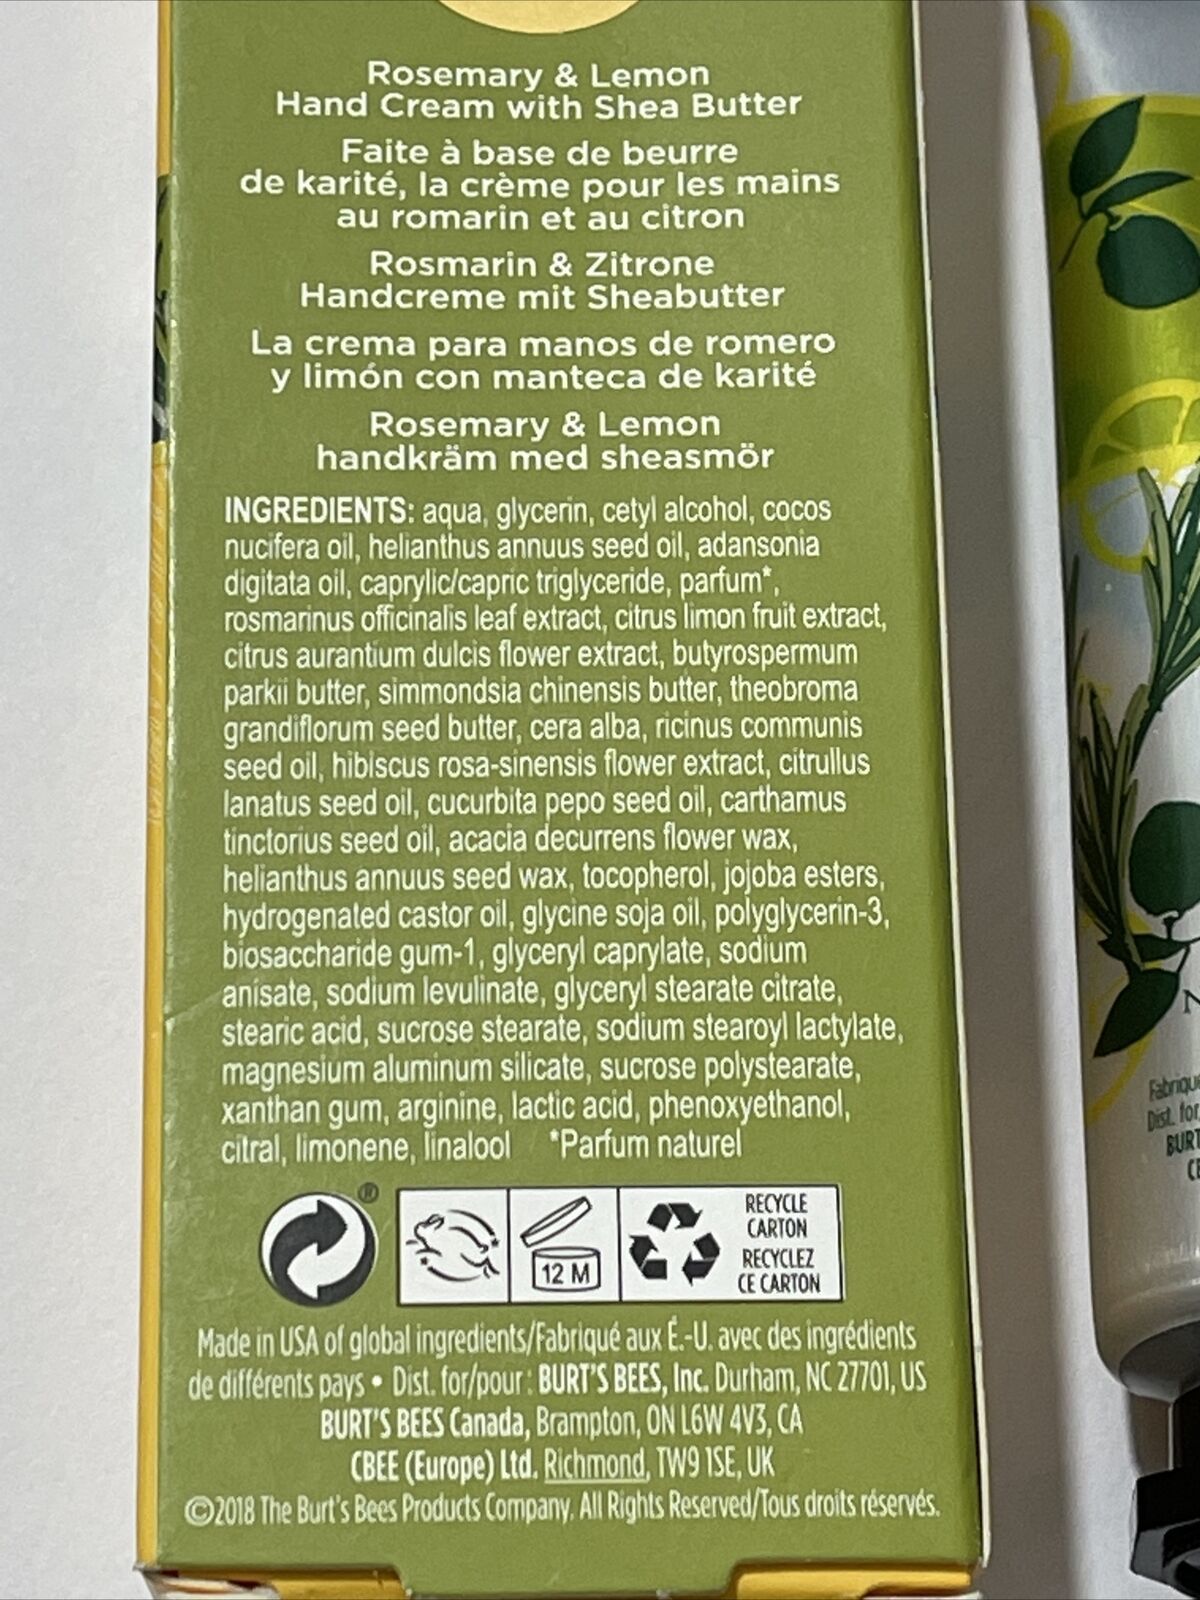 Rosemary & Lemon
Hand Cream with Shea Butter
Faite à base de beurre
de karité, la crème pour les mains
au romarin et au citron
Rosmarin & Zitrone
Handcreme mit Sheabutter
La crema para manos de romero
y limón con manteca de karité
Rosemary & Lemon
handkräm med sheasmör
INGREDIENTS: aqua, glycerin, cetyl alcohol, cocos
nucifera oil, helianthus annuus seed oil, adansonia
digitata oil, caprylic/capric triglyceride, parfum*,
rosmarinus officinalis leaf extract, citrus limon fruit extract,
citrus aurantium dulcis flower extract, butyrospermum
parkii butter, simmondsia chinensis butter, theobroma
grandiflorum seed butter, cera alba, ricinus communis
seed oil, hibiscus rosa-sinensis flower extract, citrullus
lanatus seed oil, cucurbita pepo seed oil, carthamus
tinctorius seed oil, acacia decurrens flower wax,
helianthus annuus seed wax, tocopherol, jojoba esters,
hydrogenated castor oil, glycine soja oil, polyglycerin-3,
biosaccharide gum-1, glyceryl caprylate, sodium
anisate, sodium levulinate, glyceryl stearate citrate,
stearic acid, sucrose stearate, sodium stearoyl lactylate,
magnesium aluminum silicate, sucrose polystearate,
xanthan gum, arginine, lactic acid, phenoxyethanol,
citral, limonene, linalool *Parfum naturel
®
12 M
RECYCLE
CARTON
RECYCLEZ
CE CARTON
Made in USA of global ingredients/Fabriqué aux É.-U. avec des ingrédients
de différents pays • Dist. for/pour: BURT'S BEES, Inc. Durham, NC 27701, US
BURT'S BEES Canada, Brampton, ON L6W 4V3, CA
CBEE (Europe) Ltd. Richmond, TW9 1SE, UK
©2018 The Burt's Bees Products Company. All Rights Reserved/Tous droits réservés.
N
Fabriqu
Dist. for
BURT